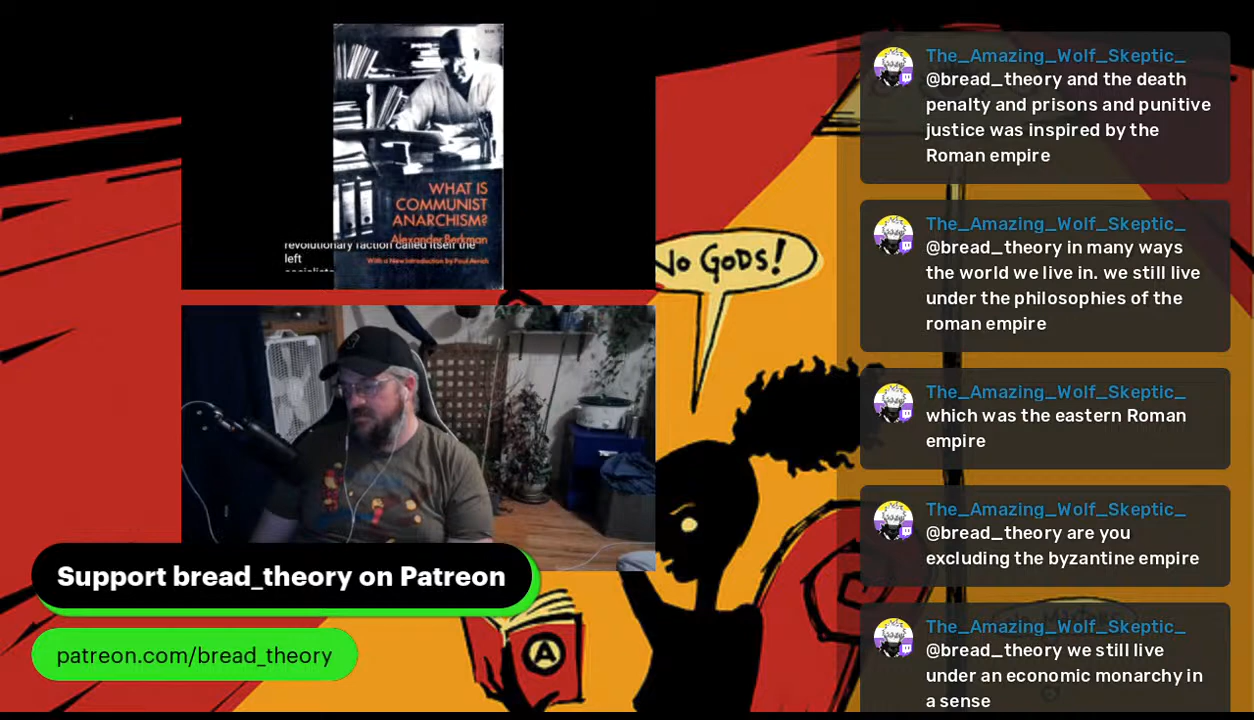 WHAT IS
COMMUNIST
ANARCHISM?
Alexander Berkman
With a New Introduction by Paul Avrich
revolutionary faction called itself the
left
No GODS!
Support bread_theory on Patreon
patreon.com/bread_theory
The_Amazing_Wolf_Skeptic_
@bread_theory and the death
penalty and prisons and punitive
justice was inspired by the
Roman empire
The_Amazing_Wolf_Skeptic_
@bread_theory in many ways
the world we live in. we still live
under the philosophies of the
roman empire
The_Amazing_Wolf_Skeptic_
which was the eastern Roman
empire
The_Amazing_Wolf_Skeptic_
@bread_theory are you
excluding the byzantine empire
The_Amazing_Wolf_Skeptic_
@bread_theory we still live
under an economic monarchy in
a sense